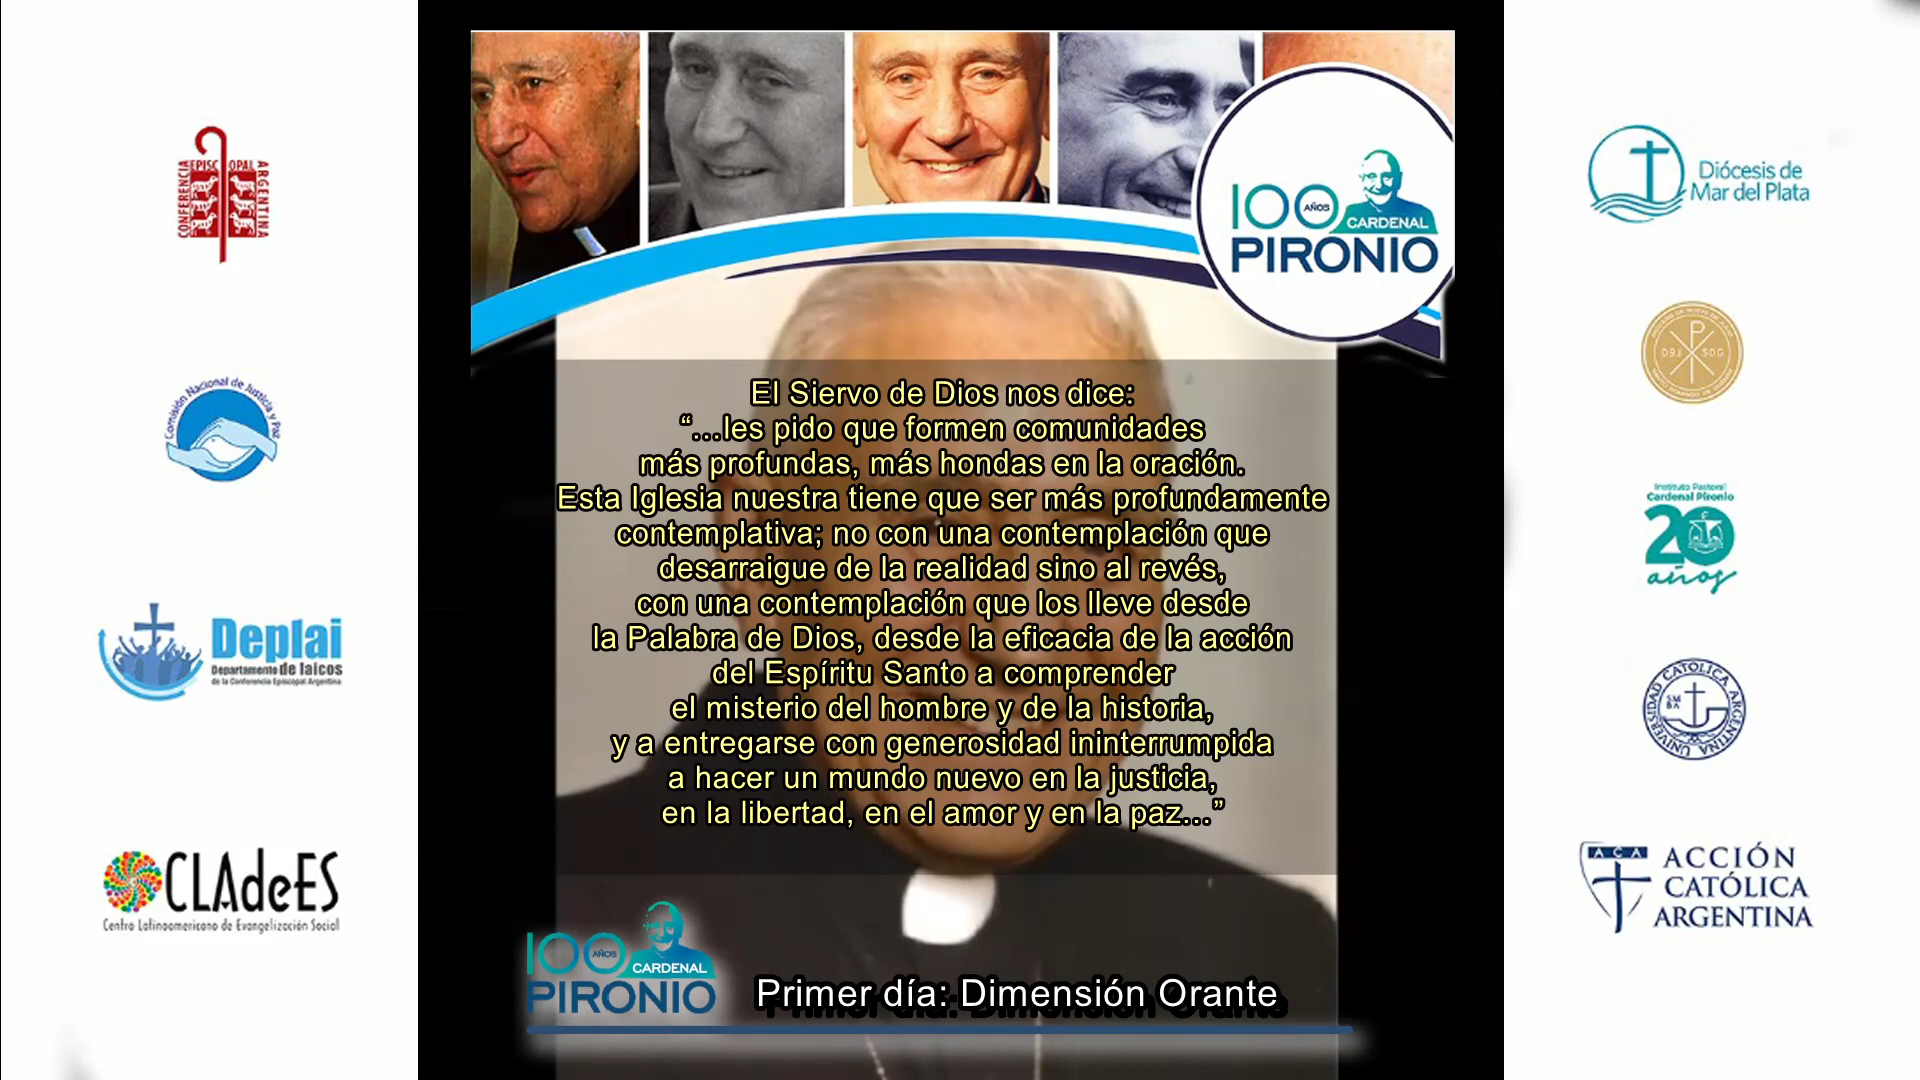 CONFERENCIA
EPISCOPAL
ARGENTINA
Comisión Nacional de Justicia y Paz
Deplai
Departamento de laicos
de la Conferencia Episcopal Argentina
CLAdeES
Centro Latinoamericano de Evangelización Social
100 AÑOS
CARDENAL
PIRONIO
El Siervo de Dios nos dice:
“...les pido que formen comunidades
más profundas, más hondas en la oración.
Esta Iglesia nuestra tiene que ser más profundamente
contemplativa; no con una contemplación que
desarraigue de la realidad sino al revés,
con una contemplación que los lleve desde
la Palabra de Dios, desde la eficacia de la acción
del Espíritu Santo a comprender
el misterio del hombre y de la historia,
y a entregarse con generosidad ininterrumpida
a hacer un mundo nuevo en la justicia,
en la libertad, en el amor y en la paz...”
100 AÑOS
CARDENAL
PIRONIO
Primer día: Dimensión Orante
Diócesis de
Mar del Plata
D9J SDG
Instituto Pastoral
Cardenal Pironio
20
años
UNIVERSIDAD CATOLICA ARGENTINA
SM
BA
ACA
ACCIÓN
CATÓLICA
ARGENTINA